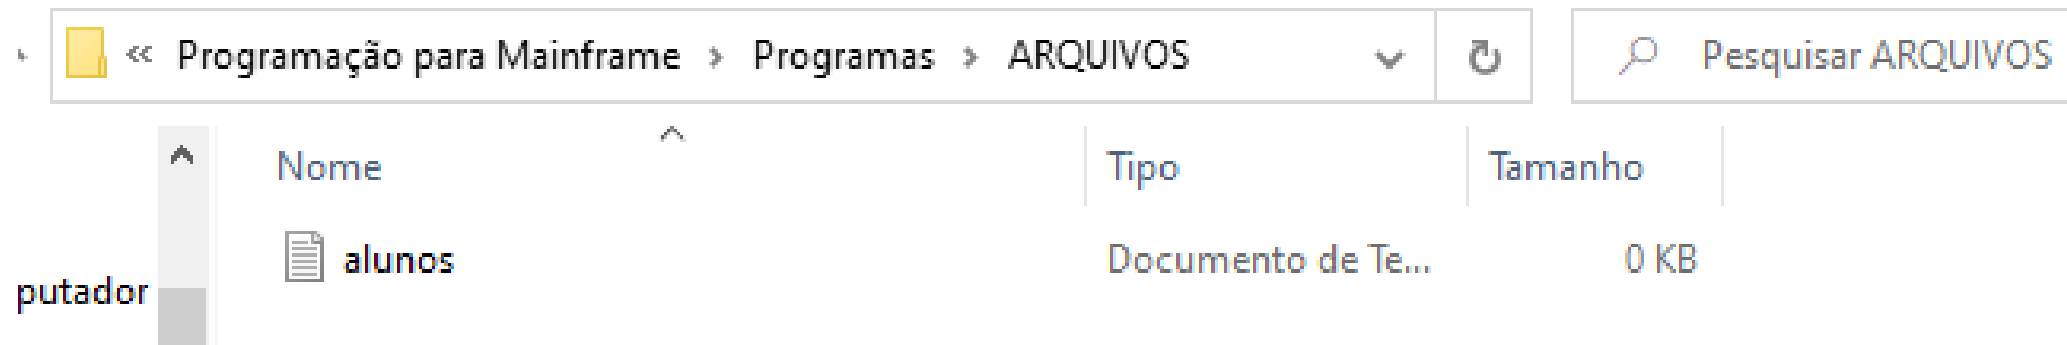 « Programação para Mainframe › Programas › ARQUIVOS Pesquisar ARQUIVOS
Nome Tipo Tamanho
alunos Documento de Te... 0 KB
putador